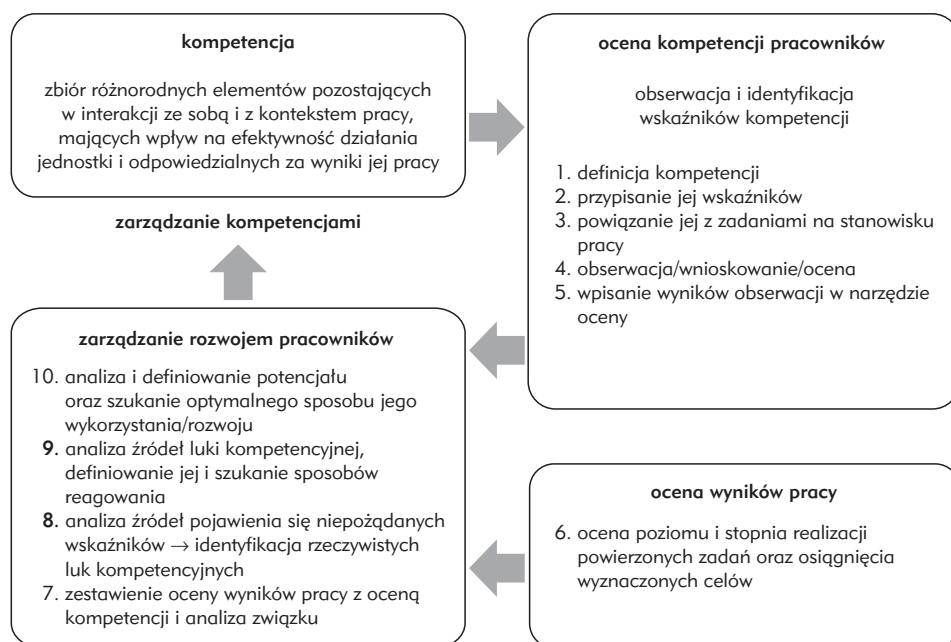 kompetencja
zbiór różnorodnych elementów pozostających
w interakcji ze sobą i z kontekstem pracy,
mających wpływ na efektywność działania
jednostki i odpowiedzialnych za wyniki jej pracy
ocena kompetencji pracowników
obserwacja i identyfikacja
wskaźników kompetencji
1. definicja kompetencji
2. przypisanie jej wskaźników
3. powiązanie jej z zadaniami na stanowisku
pracy
4. obserwacja/wnioskowanie/ocena
5. wpisanie wyników obserwacji w narzędzie
oceny
zarządzanie kompetencjami
zarządzanie rozwojem pracowników
10. analiza i definiowanie potencjału
oraz szukanie optymalnego sposobu jego
wykorzystania/rozwoju
9. analiza źródeł luki kompetencyjnej,
definiowanie jej i szukanie sposobów
reagowania
8. analiza źródeł pojawienia się niepożądanych
wskaźników → identyfikacja rzeczywistych
luk kompetencyjnych
7. zestawienie oceny wyników pracy z oceną
kompetencji i analiza związku
ocena wyników pracy
6. ocena poziomu i stopnia realizacji
powierzonych zadań oraz osiągnięcia
wyznaczonych celów